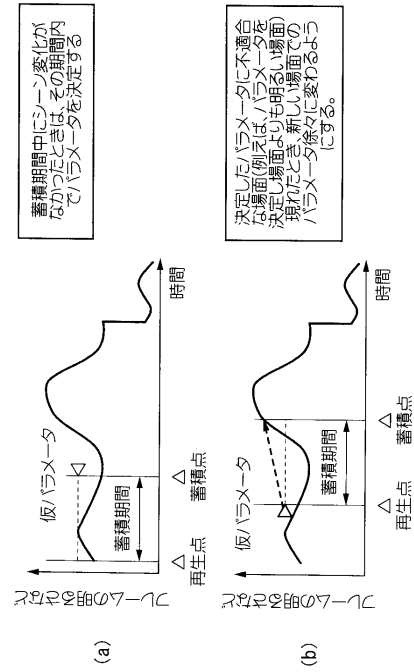 (a)
フレームの明るさなど
仮パラメータ
蓄積期間
再生点
蓄積点
時間
蓄積期間中にシーン変化が
なかったときは、その期間内
でパラメータを決定する
(b)
フレームの明るさなど
仮パラメータ
蓄積期間
再生点
蓄積点
時間
決定したパラメータに不適合
な場面(例えば、パラメータを
決定し場面よりも明るい場面)
現れたとき、新しい場面での
パラメータ徐々に変わるよう
にする。